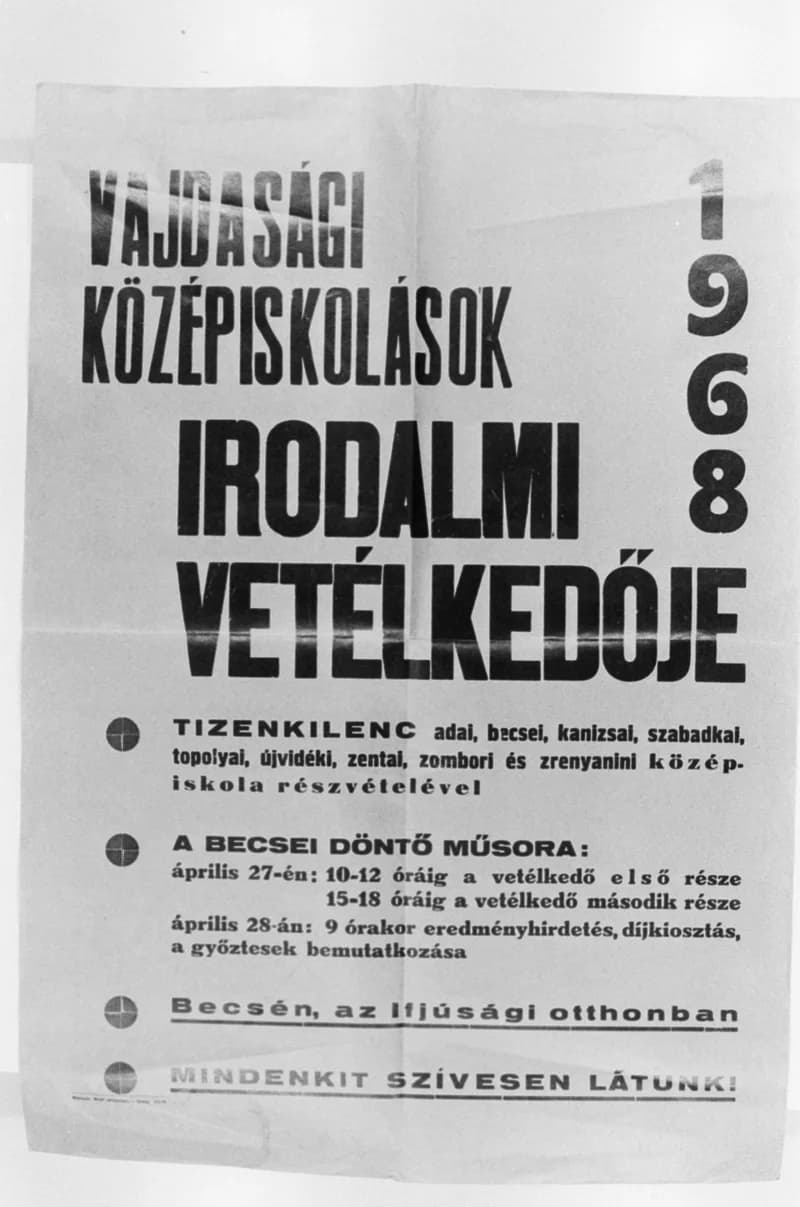 VAJDASÁGI
KÖZÉPISKOLÁSOK
IRODALMI
VETÉLKEDŐJE
1
9
6
8
TIZENKILENC adai, becsei, kanizsai, szabadkai,
topolyai, újvidéki, zentai, zombori és zrenyanini közép-
iskola részvételével
A BECSEI DÖNTŐ MŰSORA:
április 27-én: 10-12 óráig a vetélkedő első része
15-18 óráig a vetélkedő második része
április 28-án: 9 órakor eredményhirdetés, díjkiosztás,
a győztesek bemutatkozása
Becsén, az Ifjúsági otthonban
MINDENKIT SZÍVESEN LÁTUNK!